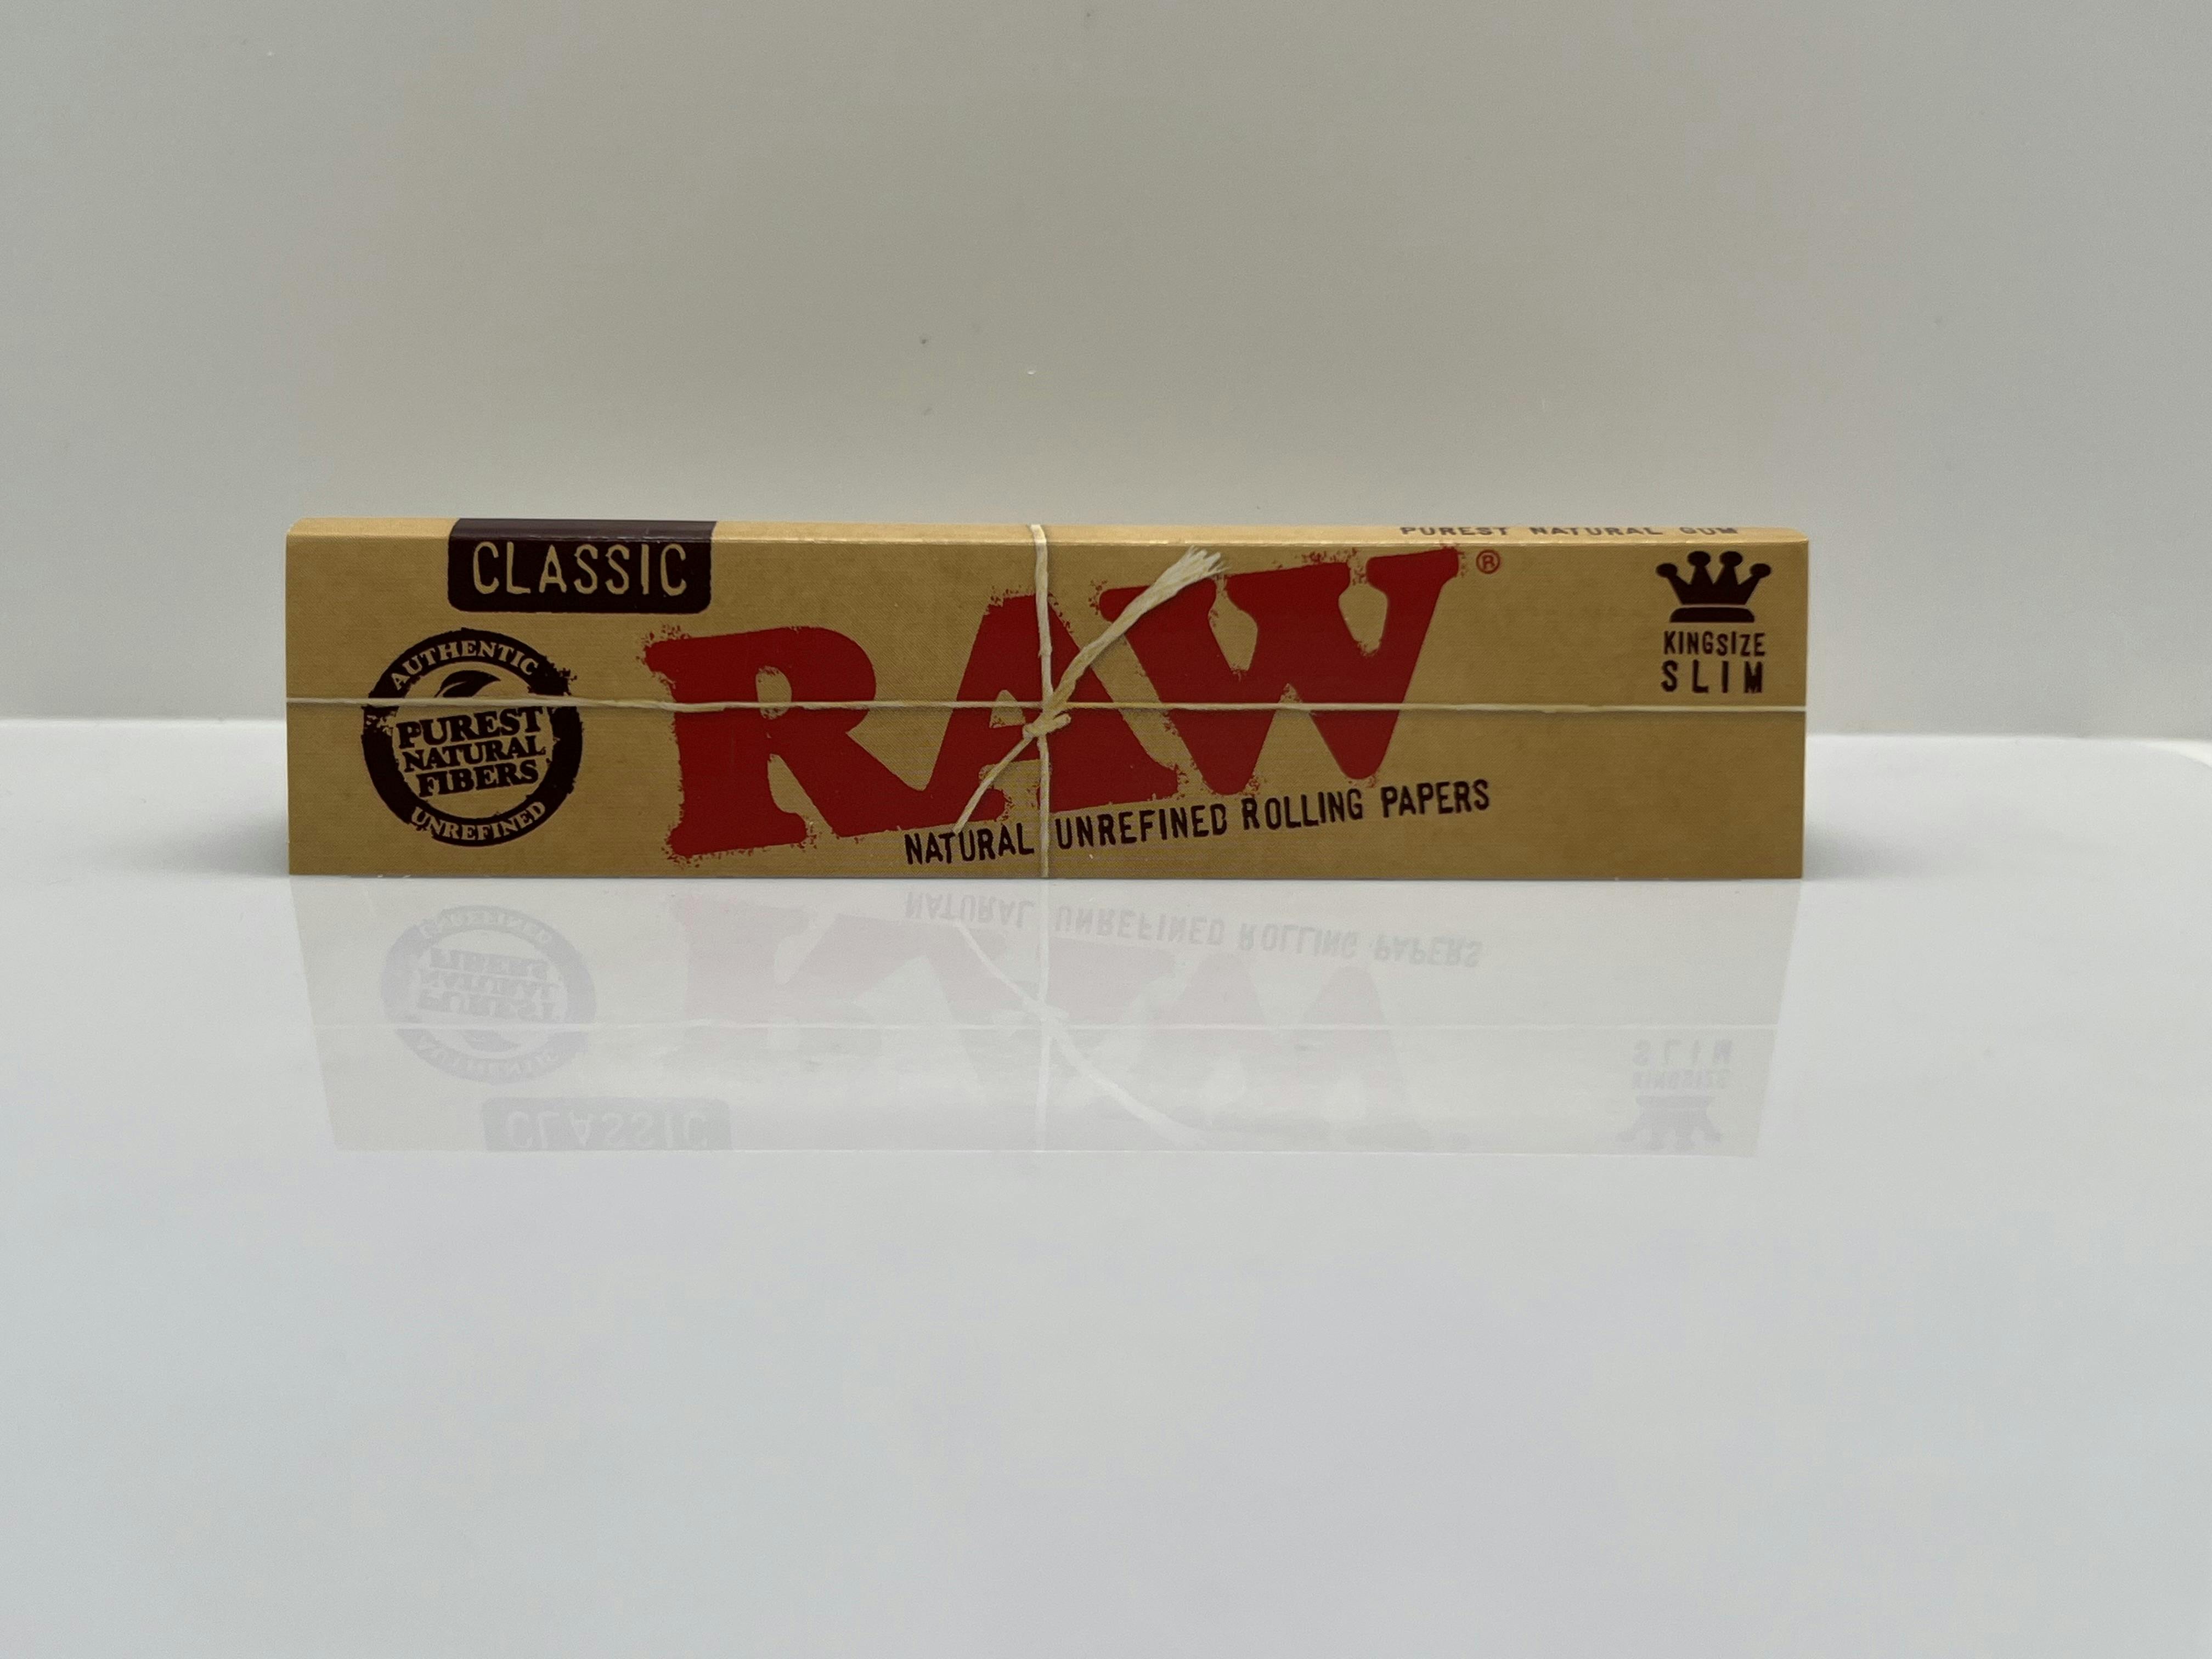 PUREST NATURAL GUM
CLASSIC
AUTHENTIC
PUREST
NATURAL
FIBERS
UNREFINED
RAW®
NATURAL UNREFINED ROLLING PAPERS
KINGSIZE
SLIM